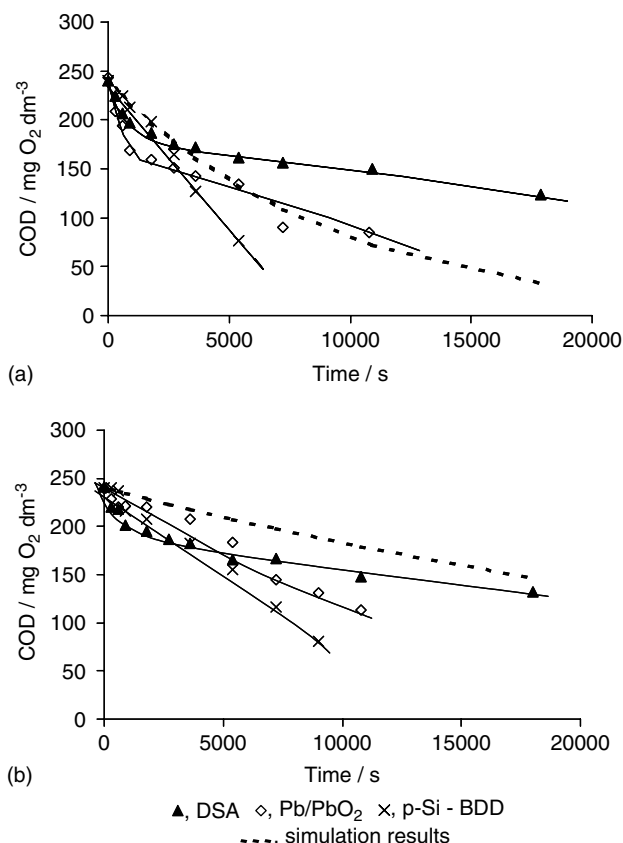 300
250
200
150
100
50
0
COD / mg O₂ dm⁻³
0 5000 10000 15000 20000
Time / s
(a)
300
250
200
150
100
50
0
COD / mg O₂ dm⁻³
0 5000 10000 15000 20000
Time / s
(b)
▲, DSA ◇, Pb/PbO₂ ×, p-Si - BDD
simulation results